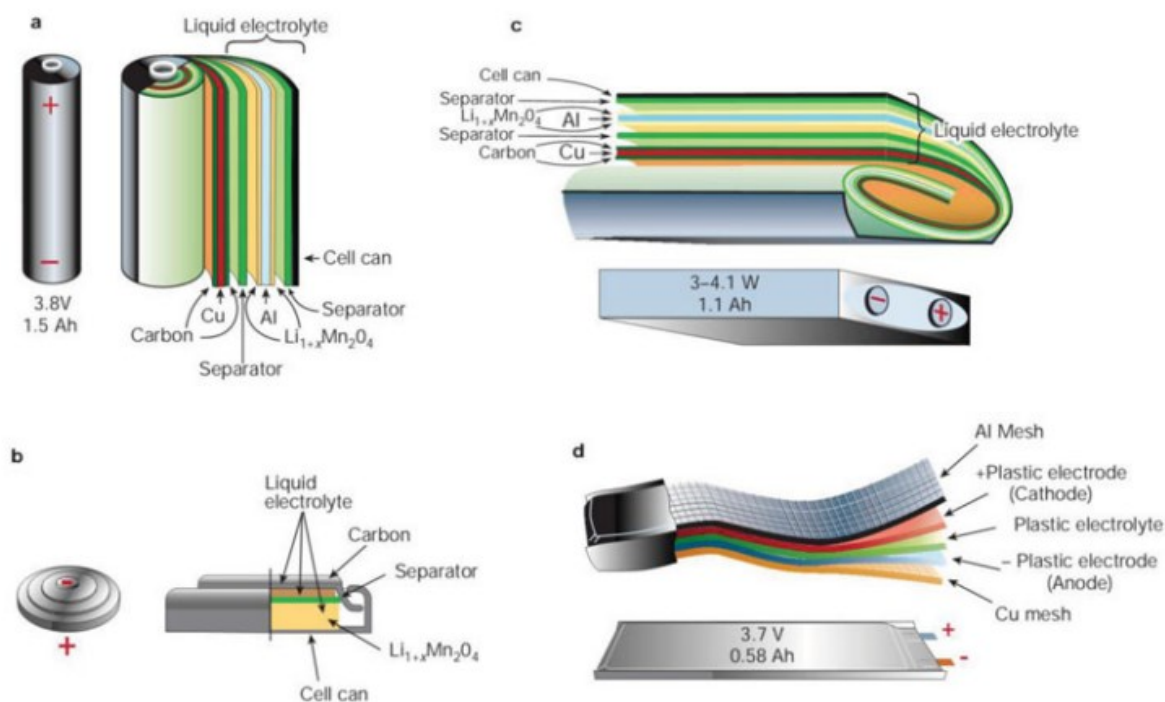 a
Liquid electrolyte
+
−
3.8V
1.5 Ah
Cell can
Separator
Carbon
Cu
Al
Carbon
Li1+xMn2O4
Separator
c
Cell can
Separator
Li1+xMn2O4
Al
Separator
Carbon
Cu
Liquid electrolyte
3–4.1 W
1.1 Ah
−
+
b
Liquid
electrolyte
Carbon
Separator
Li1+xMn2O4
Cell can
-
+
d
Al Mesh
+Plastic electrode
(Cathode)
Plastic electrolyte
– Plastic electrode
(Anode)
Cu mesh
3.7 V
0.58 Ah
+
-